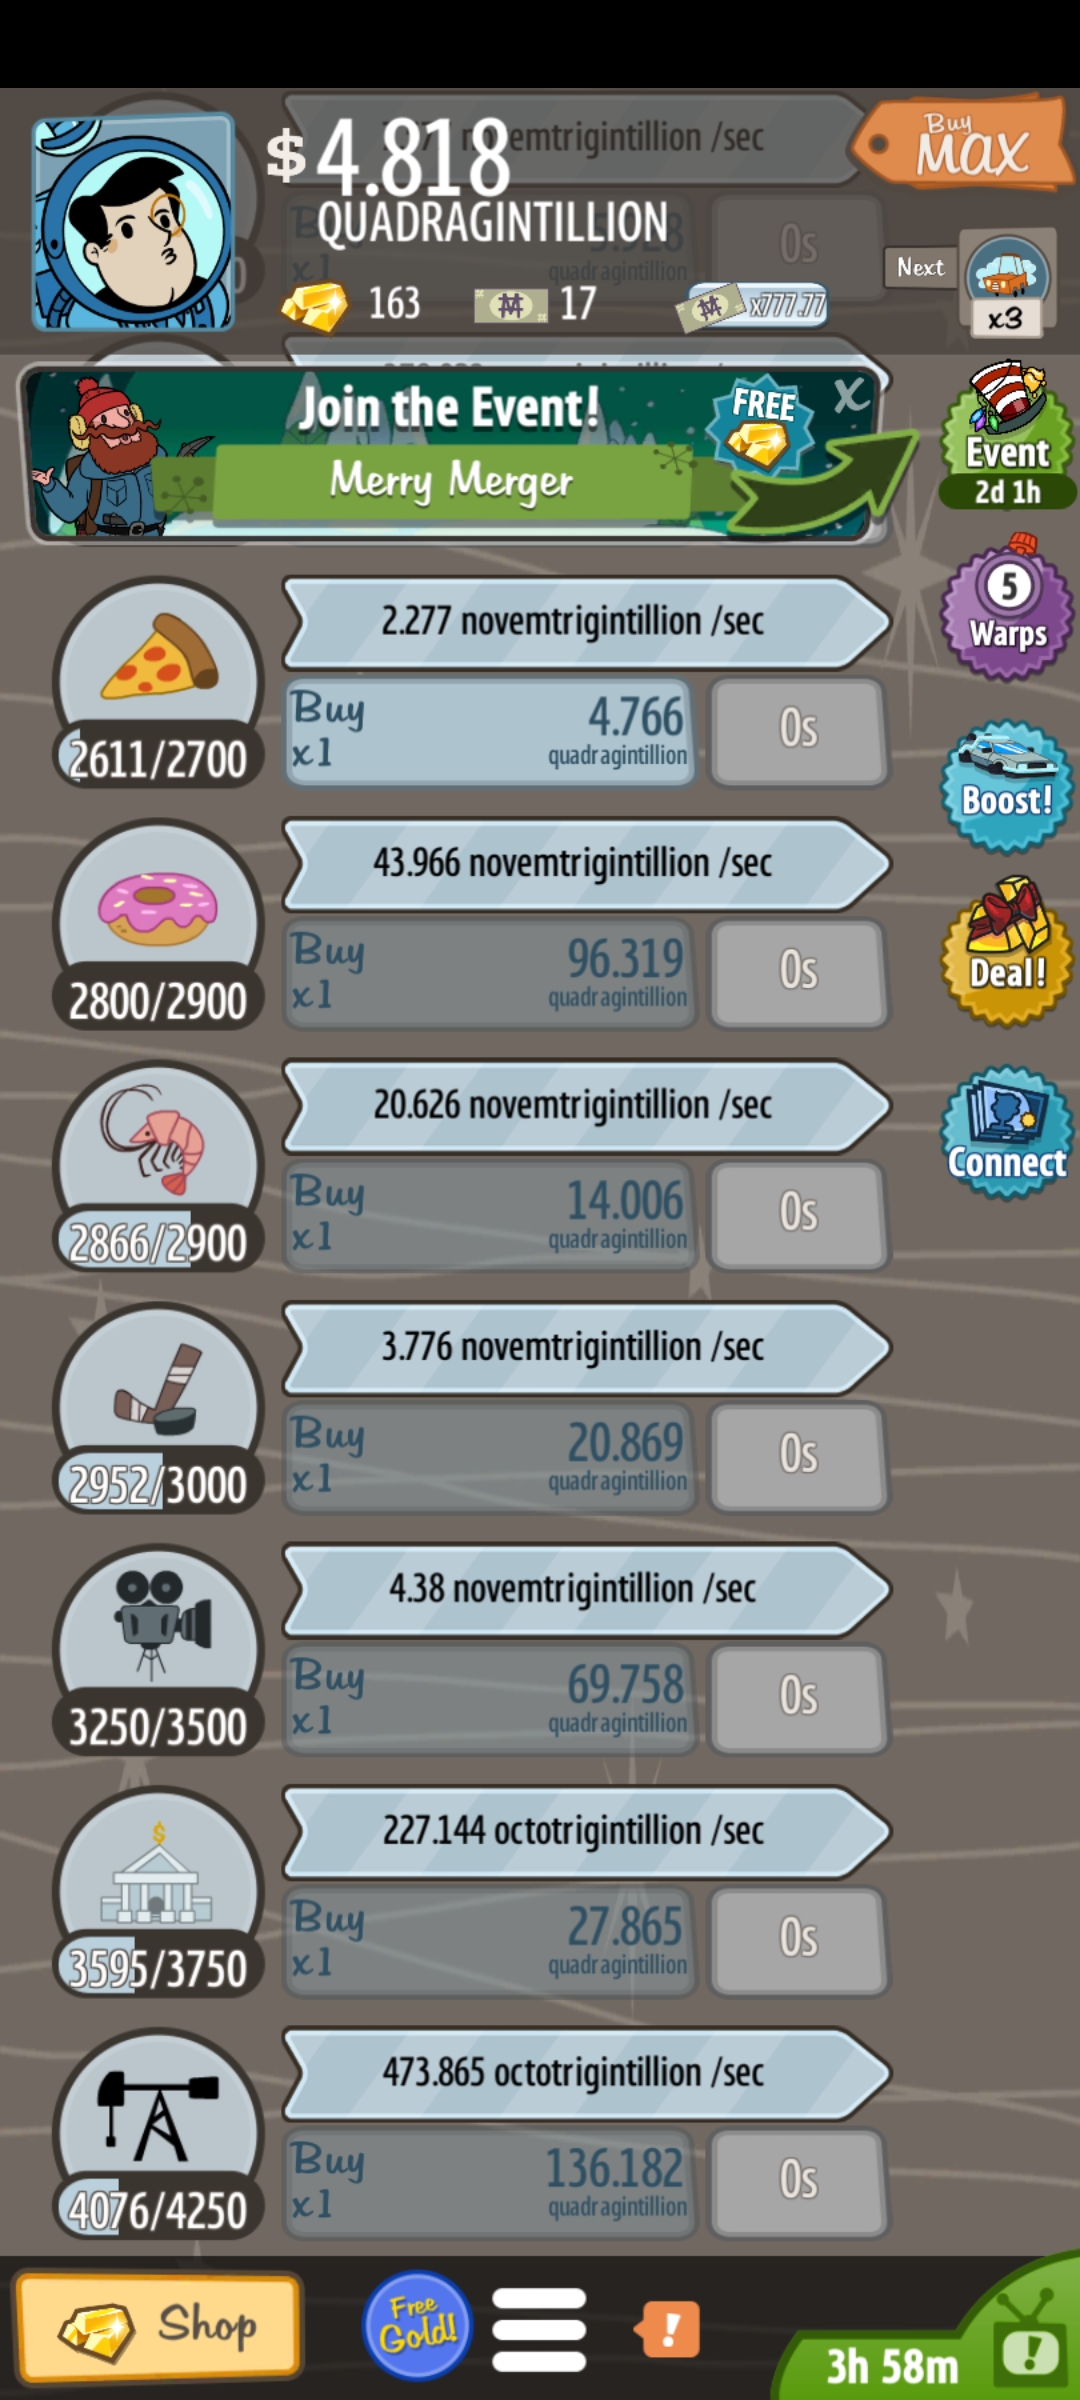 novemtrigintillion /sec
$4.818
QUADRAGINTILLION
Buy
MAX
x1
quadragintillion
0s
163
17
x777.77
Next
x3
Join the Event!
FREE
X
Merry Merger
Event
2d 1h
2.277 novemtrigintillion /sec
Buy
x1
4.766
quadragintillion
0s
2611/2700
5
Warps
43.966 novemtrigintillion /sec
Buy
x1
96.319
quadragintillion
0s
2800/2900
Boost!
Deal!
20.626 novemtrigintillion /sec
Buy
x1
14.006
quadragintillion
0s
2866/2900
Connect
3.776 novemtrigintillion /sec
Buy
x1
20.869
quadragintillion
0s
2952/3000
4.38 novemtrigintillion /sec
Buy
x1
69.758
quadragintillion
0s
3250/3500
$
227.144 octotrigintillion /sec
Buy
x1
27.865
quadragintillion
0s
3595/3750
473.865 octotrigintillion /sec
Buy
x1
136.182
quadragintillion
0s
4076/4250
Shop
Free
Gold!
!
3h 58m
!